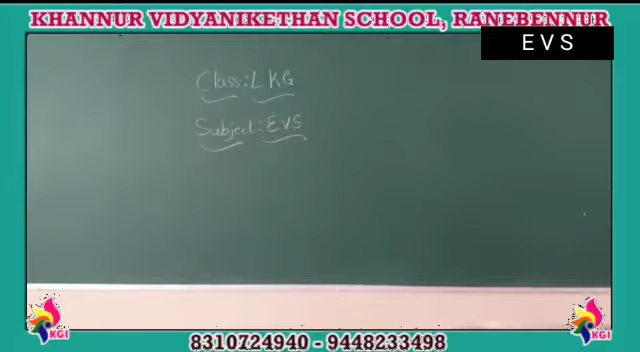 KHANNUR VIDYANIKETHAN SCHOOL, RANEBENNUR
EVS
Class: LKG
Subject: EVS
KGI
KGI
8310724940 - 9448233498